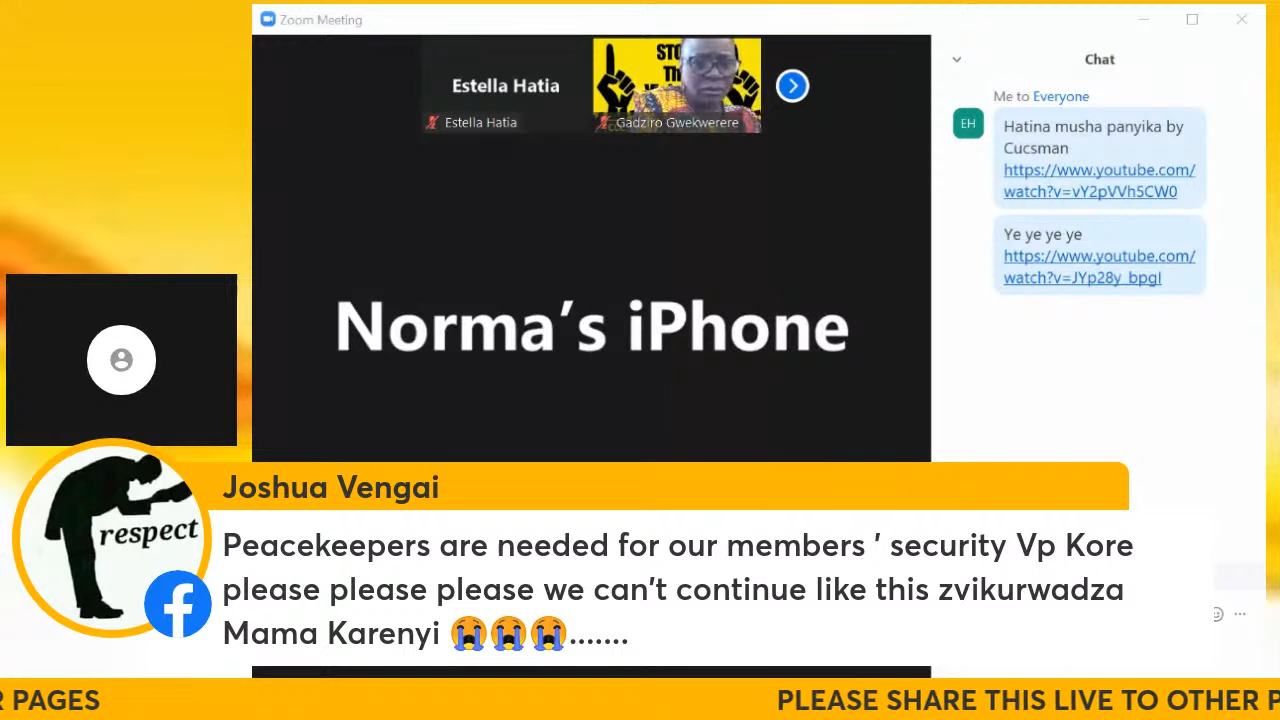 Zoom Meeting
Estella Hatia
Estella Hatia
Gadziro Gwekwerere
Norma's iPhone
Chat
Me to Everyone
EH
Hatina musha panyika by
Cucsman
https://www.youtube.com/
watch?v=vY2pVVh5CW0
Ye ye ye ye
https://www.youtube.com/
watch?v=JYp28y_bpgI
respect
Joshua Vengai
Peacekeepers are needed for our members ' security Vp Kore
please please please we can't continue like this zvikurwadza
Mama Karenyi 😭😭😭.......
R PAGES
PLEASE SHARE THIS LIVE TO OTHER P